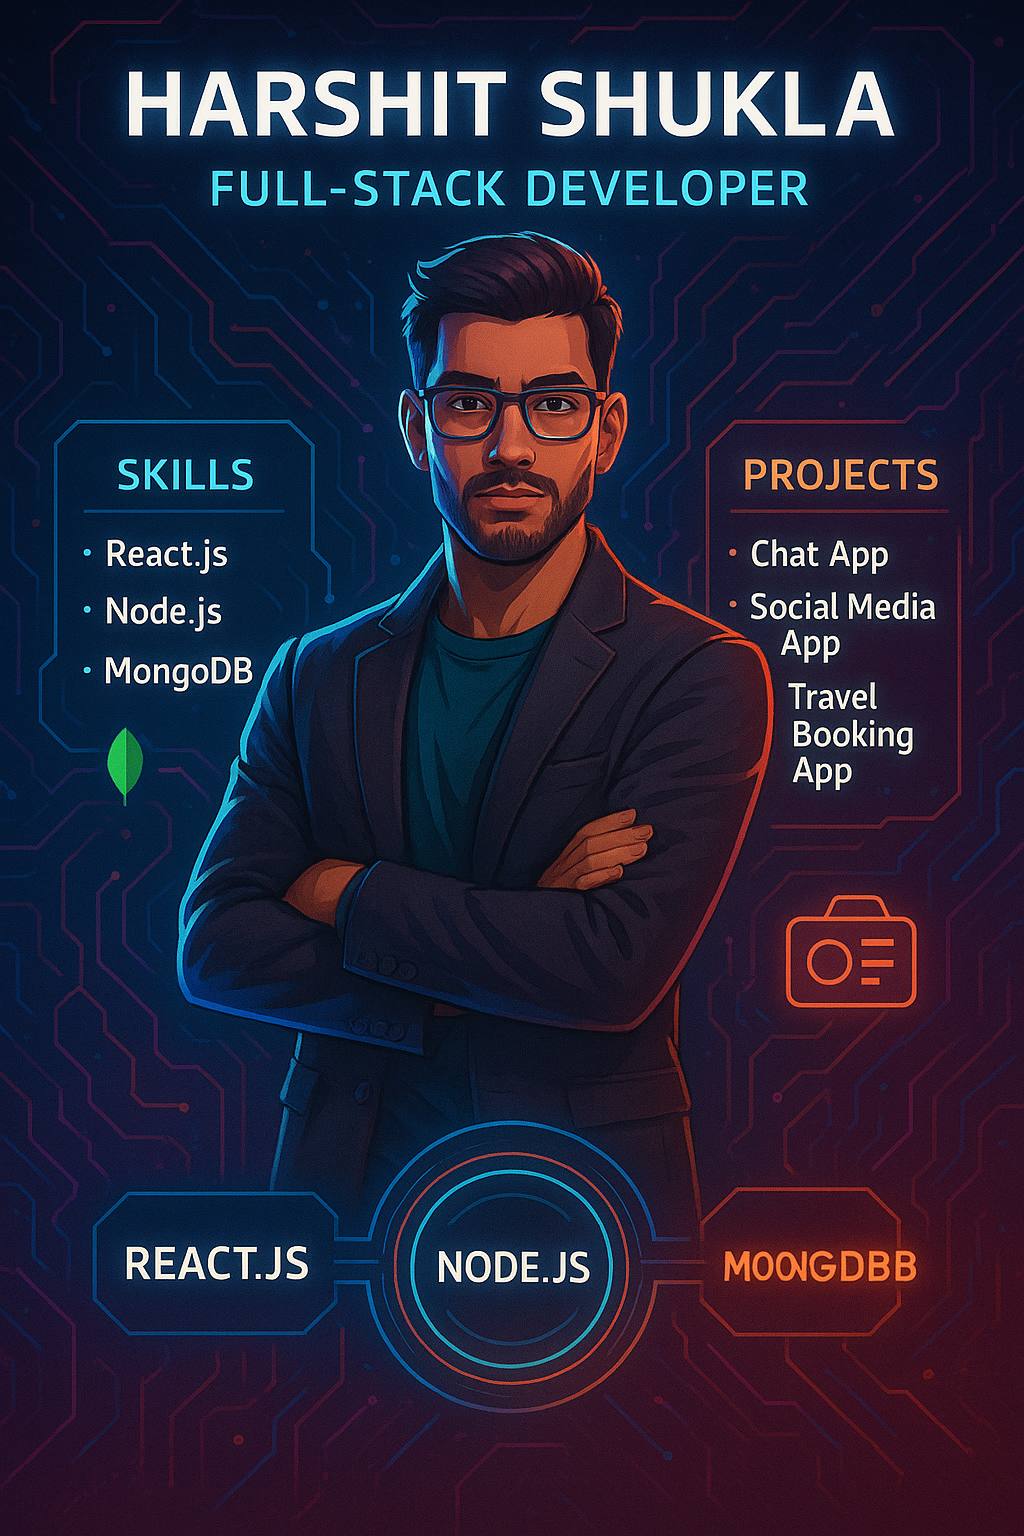 HARSHIT SHUKLA
FULL-STACK DEVELOPER
SKILLS
• React.js
• Node.js
• MongoDB
PROJECTS
• Chat App
• Social Media
App
Travel
Booking
App
REACT.JS
NODE.JS
MOONGDBB